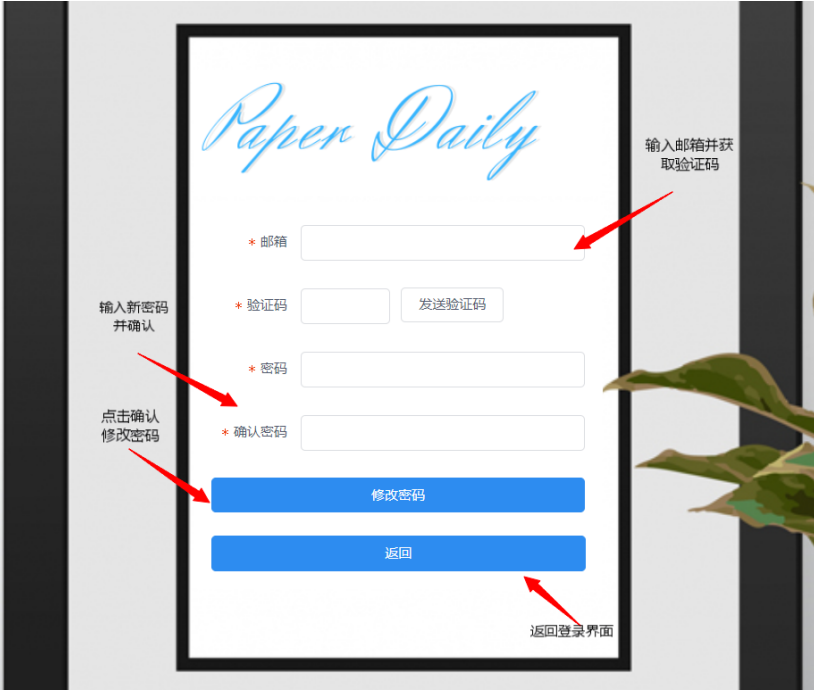 Paper Daily
输入邮箱并获
取验证码
* 邮箱
* 验证码
发送验证码
输入新密码
并确认
* 密码
点击确认
修改密码
* 确认密码
修改密码
返回
返回登录界面